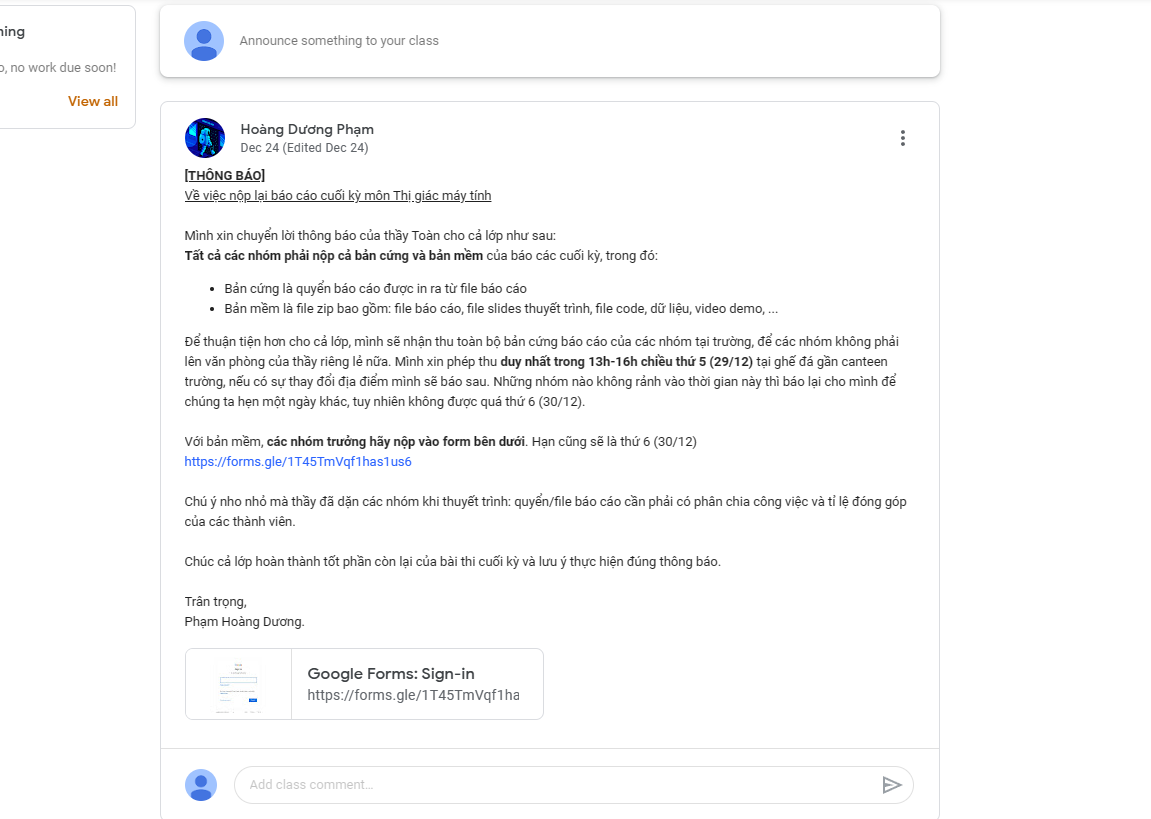 ning
o, no work due soon!
View all
Announce something to your class
Hoàng Dương Phạm
Dec 24 (Edited Dec 24)
[THÔNG BÁO]
Về việc nộp lại báo cáo cuối kỳ môn Thị giác máy tính
Mình xin chuyển lời thông báo của thầy Toàn cho cả lớp như sau:
Tất cả các nhóm phải nộp cả bản cứng và bản mềm của báo các cuối kỳ, trong đó:
Bản cứng là quyển báo cáo được in ra từ file báo cáo
Bản mềm là file zip bao gồm: file báo cáo, file slides thuyết trình, file code, dữ liệu, video demo, ...
Để thuận tiện hơn cho cả lớp, mình sẽ nhận thu toàn bộ bản cứng báo cáo của các nhóm tại trường, để các nhóm không phải
lên văn phòng của thầy riêng lẻ nữa. Mình xin phép thu duy nhất trong 13h-16h chiều thứ 5 (29/12) tại ghế đá gần canteen
trường, nếu có sự thay đổi địa điểm mình sẽ báo sau. Những nhóm nào không rảnh vào thời gian này thì báo lại cho mình để
chúng ta hẹn một ngày khác, tuy nhiên không được quá thứ 6 (30/12).
Với bản mềm, các nhóm trưởng hãy nộp vào form bên dưới. Hạn cũng sẽ là thứ 6 (30/12)
https://forms.gle/1T45TmVqf1has1us6
Chú ý nho nhỏ mà thầy đã dặn các nhóm khi thuyết trình: quyển/file báo cáo cần phải có phân chia công việc và tỉ lệ đóng góp
của các thành viên.
Chúc cả lớp hoàn thành tốt phần còn lại của bài thi cuối kỳ và lưu ý thực hiện đúng thông báo.
Trân trọng,
Phạm Hoàng Dương.
Google Forms: Sign-in
https://forms.gle/1T45TmVqf1ha
Add class comment...